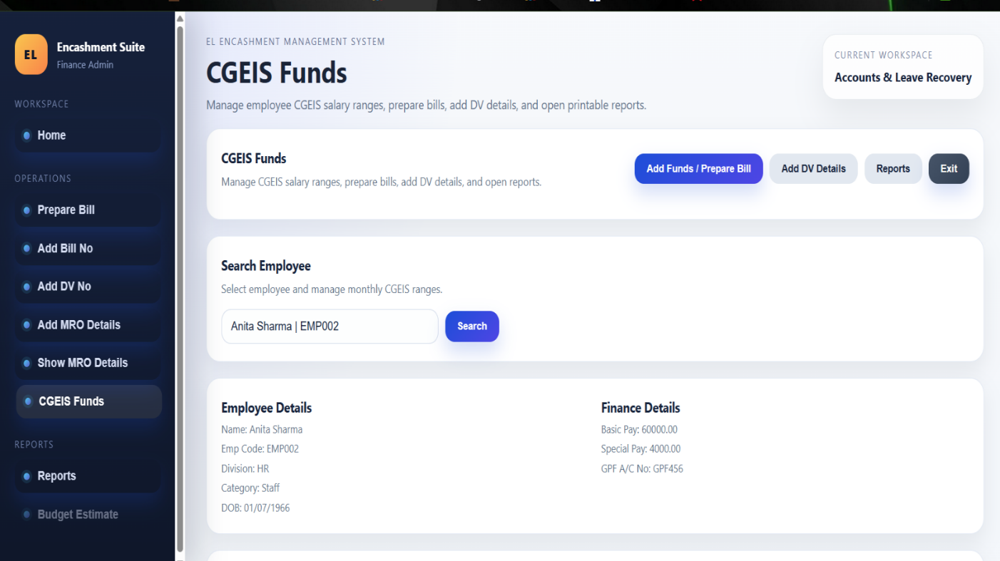 EL
Encashment Suite
Finance Admin
WORKSPACE
Home
OPERATIONS
Prepare Bill
Add Bill No
Add DV No
Add MRO Details
Show MRO Details
CGEIS Funds
REPORTS
Reports
Budget Estimate
EL ENCASHMENT MANAGEMENT SYSTEM
CGEIS Funds
Manage employee CGEIS salary ranges, prepare bills, add DV details, and open printable reports.
CURRENT WORKSPACE
Accounts & Leave Recovery
CGEIS Funds
Manage CGEIS salary ranges, prepare bills, add DV details, and open reports.
Add Funds / Prepare Bill
Add DV Details
Reports
Exit
Search Employee
Select employee and manage monthly CGEIS ranges.
Anita Sharma | EMP002
Search
Employee Details
Name: Anita Sharma
Emp Code: EMP002
Division: HR
Category: Staff
DOB: 01/07/1966
Finance Details
Basic Pay: 60000.00
Special Pay: 4000.00
GPF A/C No: GPF456